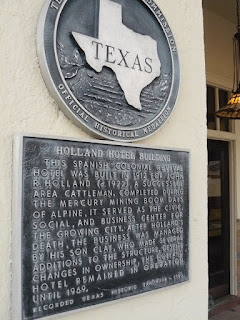 TEXAS
OFFICIAL HISTORICAL MEDALLION
HOLLAND HOTEL BUILDING
THIS SPANISH COLONIAL REVIVAL
HOTEL WAS BUILT IN 1912 FOR JOHN
R. HOLLAND (d.1922), A SUCCESSFUL
AREA CATTLEMAN. COMPLETED DURING
THE MERCURY MINING BOOM DAYS
OF ALPINE, IT SERVED AS THE CIVIC,
SOCIAL, AND BUSINESS CENTER FOR
THE GROWING CITY. AFTER HOLLAND'S
DEATH, THE BUSINESS WAS MANAGED
BY HIS SON CLAY, WHO MADE SEVERAL
ADDITIONS TO THE STRUCTURE. DESPITE
CHANGES IN OWNERSHIP, THE HOLLAND
HOTEL REMAINED IN OPERATION
UNTIL 1969.
RECORDED TEXAS HISTORIC LANDMARK